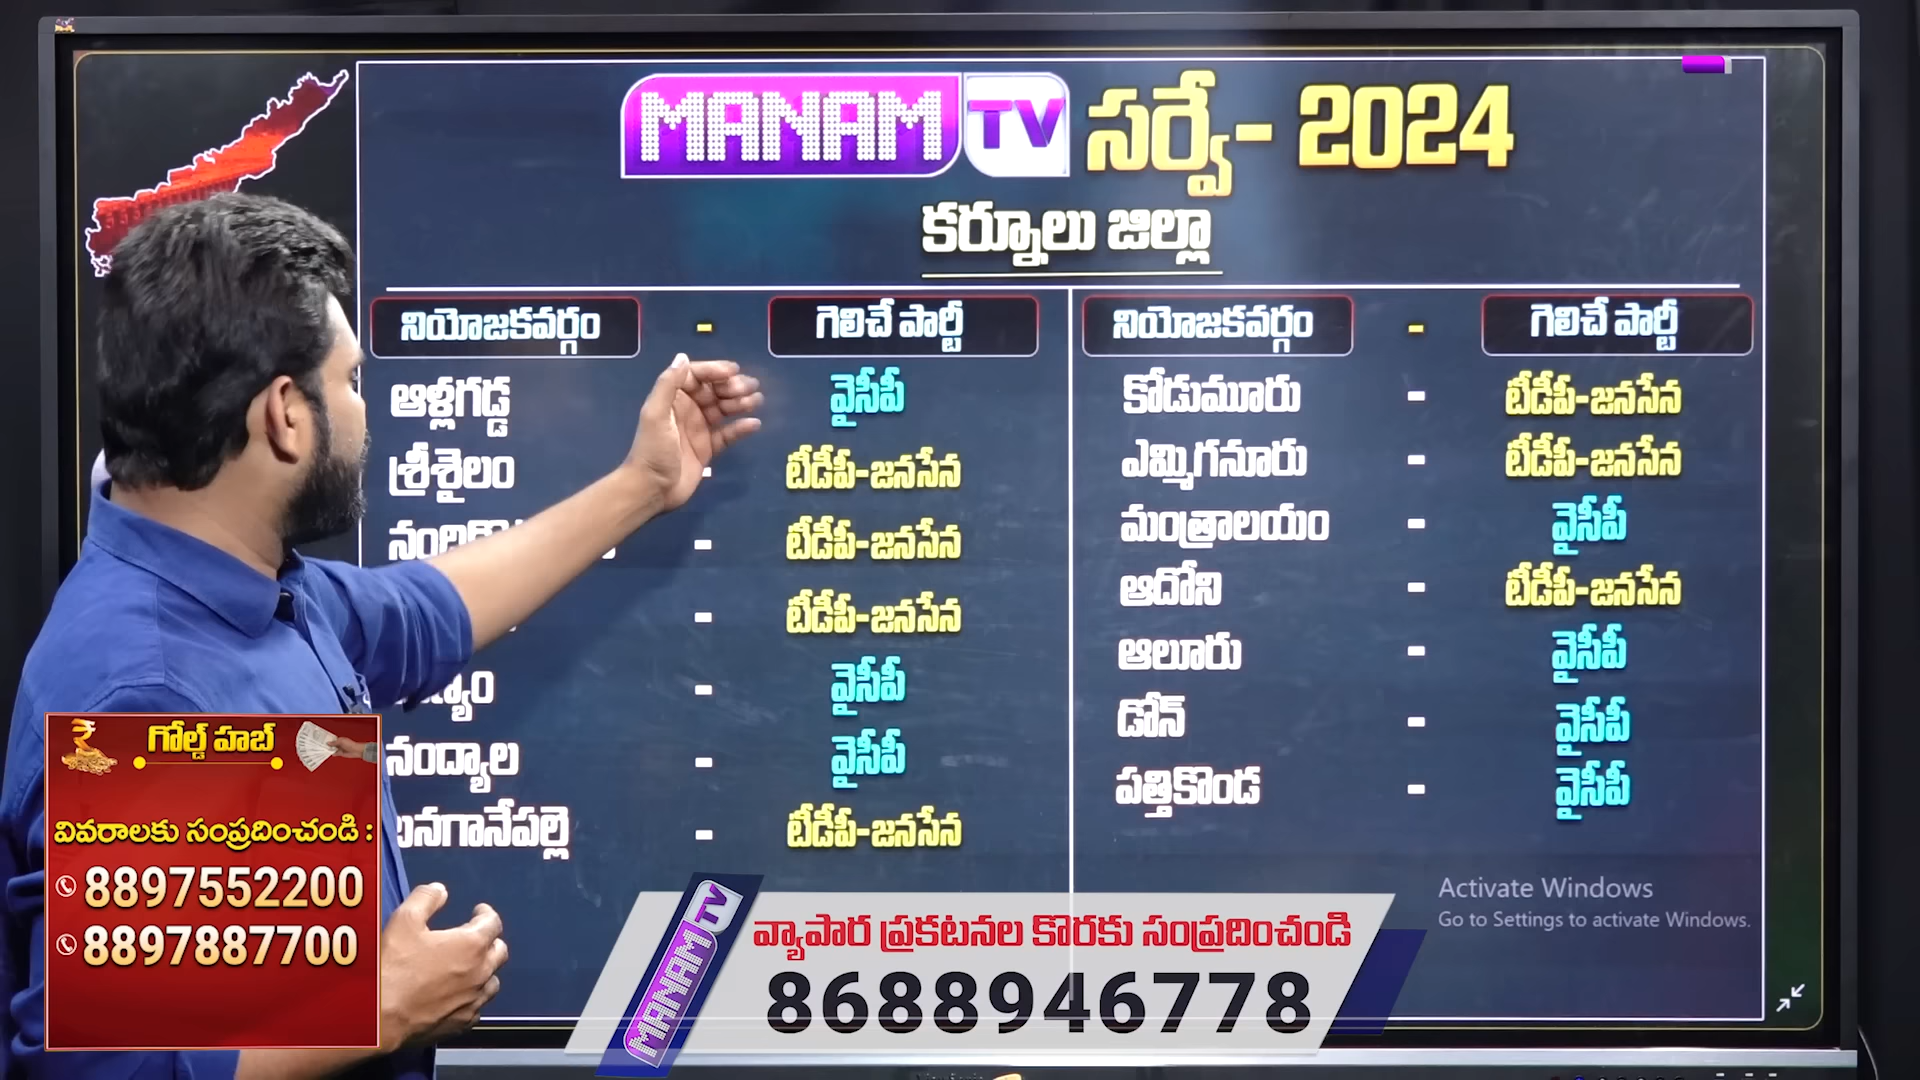 MANAM TV సర్వే- 2024
కర్నూలు జిల్లా
నియోజకవర్గం - గెలిచే పార్టీ
ఆళ్లగడ్డ వైసీపీ
శ్రీశైలం - టీడీపీ-జనసేన
- టీడీపీ-జనసేన
- టీడీపీ-జనసేన
- వైసీపీ
నంద్యాల - వైసీపీ
బనగానేపల్లె - టీడీపీ-జనసేన
నియోజకవర్గం - గెలిచే పార్టీ
కోడుమూరు - టీడీపీ-జనసేన
ఎమ్మిగనూరు - టీడీపీ-జనసేన
మంత్రాలయం - వైసీపీ
ఆదోని - టీడీపీ-జనసేన
ఆలూరు - వైసీపీ
డోన్ - వైసీపీ
పత్తికొండ - వైసీపీ
Activate Windows
Go to Settings to activate Windows.
గోల్డ్ హబ్
వివరాలకు సంప్రదించండి :
8897552200
8897887700
MANAM TV
వ్యాపార ప్రకటనల కొరకు సంప్రదించండి
8688946778